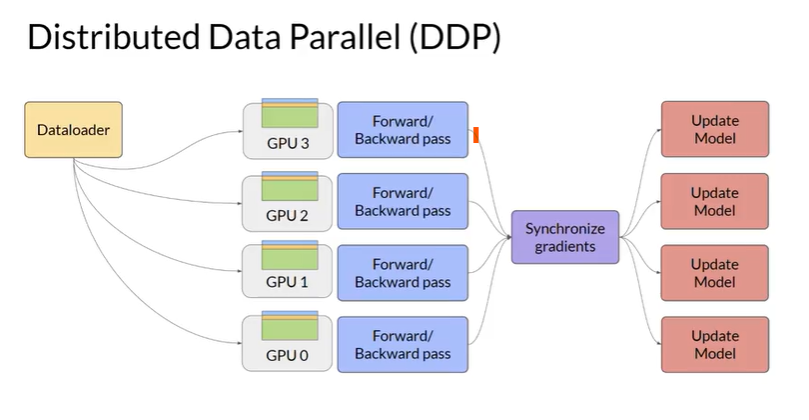 Distributed Data Parallel (DDP)
Dataloader
GPU 3
Forward/
Backward pass
Update
Model
GPU 2
Forward/
Backward pass
Update
Model
Synchronize
gradients
GPU 1
Forward/
Backward pass
Update
Model
GPU 0
Forward/
Backward pass
Update
Model